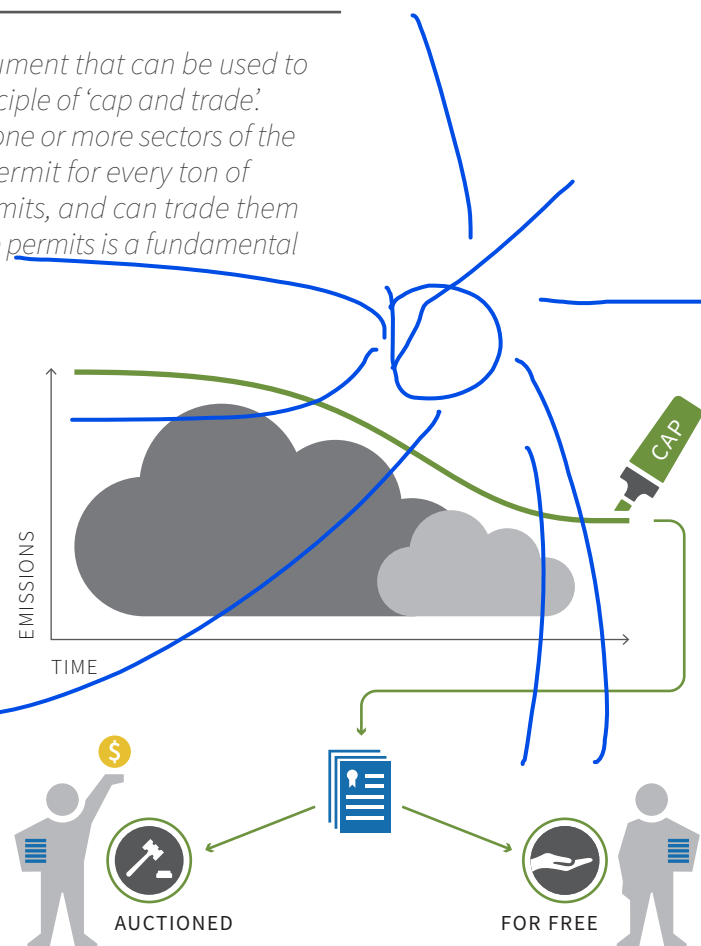 ument that can be used to
ciple of ‘cap and trade’.
one or more sectors of the
ermit for every ton of
mits, and can trade them
permits is a fundamental
CAP
EMISSIONS
TIME
$
AUCTIONED
FOR FREE